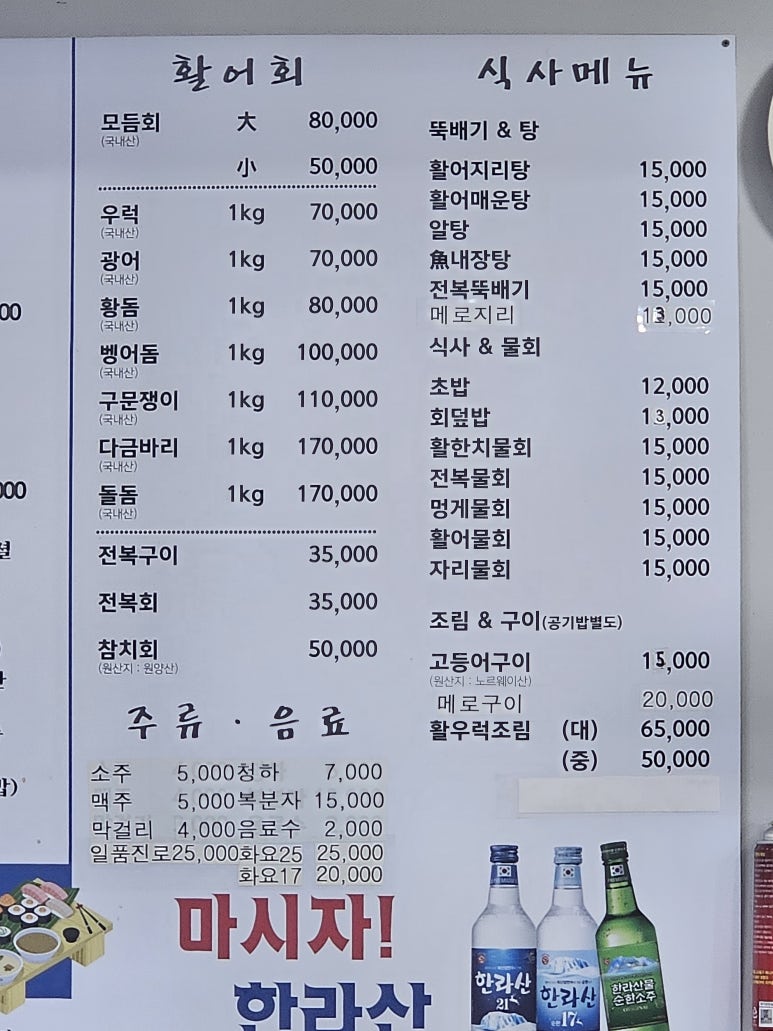 활어회
모듬회 大 80,000
(국내산)
小 50,000
우럭 1kg 70,000
(국내산)
광어 1kg 70,000
(국내산)
황돔 1kg 80,000
(국내산)
벵어돔 1kg 100,000
(국내산)
구문쟁이 1kg 110,000
(국내산)
다금바리 1kg 170,000
(국내산)
돌돔 1kg 170,000
(국내산)
전복구이 35,000
전복회 35,000
참치회 50,000
(원산지 : 원양산)
주류 · 음료
소주 5,000 청하 7,000
맥주 5,000 복분자 15,000
막걸리 4,000 음료수 2,000
일품진로 25,000 화요25 25,000
화요17 20,000
마시자!
한라산
식사메뉴
뚝배기 & 탕
활어지리탕 15,000
활어매운탕 15,000
알탕 15,000
魚내장탕 15,000
전복뚝배기 15,000
메로지리 13,000
식사 & 물회
초밥 12,000
회덮밥 13,000
활한치물회 15,000
전복물회 15,000
멍게물회 15,000
활어물회 15,000
자리물회 15,000
조림 & 구이(공기밥별도)
고등어구이 15,000
(원산지 : 노르웨이산)
메로구이 20,000
활우럭조림 (대) 65,000
(중) 50,000
한라산
21
한라산
17
한라산물
순한소주
00
000
밥)